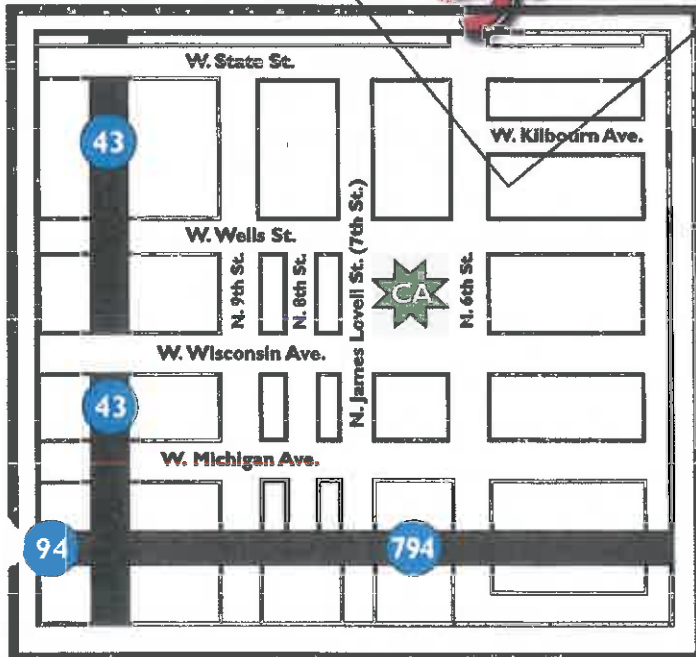 W. State St.
43
W. Kilbourn Ave.
W. Wells St.
N. 9th St.
N. 8th St.
N. James Lovell St. (7th St.)
CA
N. 6th St.
W. Wisconsin Ave.
43
W. Michigan Ave.
94
794